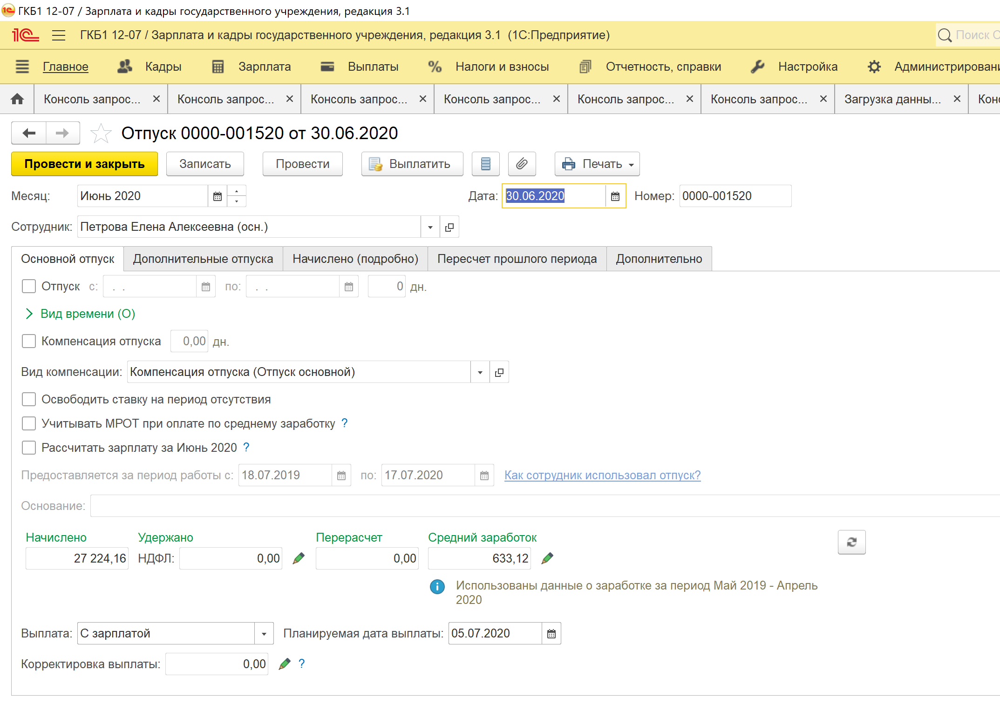 ГКБ1 12-07 / Зарплата и кадры государственного учреждения, редакция 3.1
ГКБ1 12-07 / Зарплата и кадры государственного учреждения, редакция 3.1 (1С:Предприятие)
Поиск C
Главное Кадры Зарплата Выплаты % Налоги и взносы Отчетность, справки Настройка Администрировани
Консоль запрос... Консоль запрос... Консоль запрос... Консоль запрос... Консоль запрос... Консоль запрос... Загрузка данны... Конс
Отпуск 0000-001520 от 30.06.2020
Провести и закрыть Записать Провести Выплатить Печать
Месяц: Июнь 2020 Дата: 30.06.2020 Номер: 0000-001520
Сотрудник: Петрова Елена Алексеевна (осн.)
Основной отпуск Дополнительные отпуска Начислено (подробно) Пересчет прошлого периода Дополнительно
Отпуск с: . . по: . . 0 дн.
Вид времени (О)
Компенсация отпуска 0,00 дн.
Вид компенсации: Компенсация отпуска (Отпуск основной)
Освободить ставку на период отсутствия
Учитывать МРОТ при оплате по среднему заработку ?
Рассчитать зарплату за Июнь 2020 ?
Предоставляется за период работы с: 18.07.2019 по: 17.07.2020 Как сотрудник использовал отпуск?
Основание:
Начислено Удержано Перерасчет Средний заработок
27 224,16 НДФЛ: 0,00 0,00 633,12
Использованы данные о заработке за период Май 2019 - Апрель
2020
Выплата: С зарплатой Планируемая дата выплаты: 05.07.2020
Корректировка выплаты: 0,00 ?